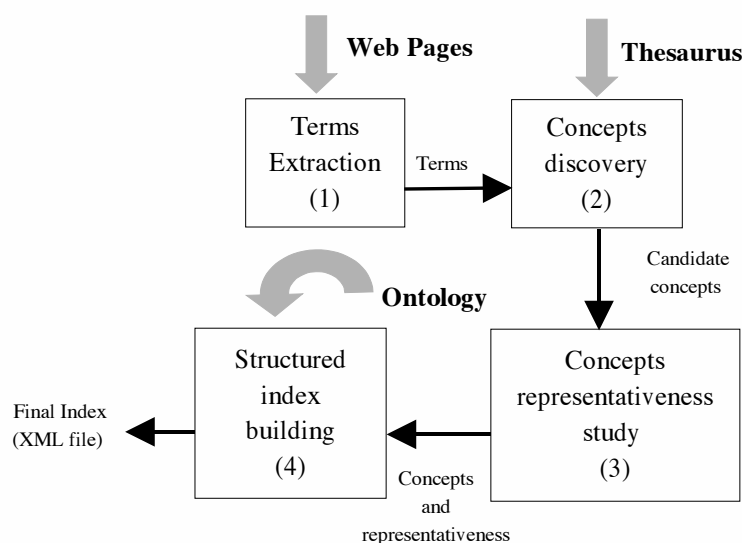 Web Pages
Thesaurus
Terms
Extraction
(1)
Terms
Concepts
discovery
(2)
Candidate
concepts
Ontology
Concepts
representativeness
study
(3)
Concepts
and
representativeness
Structured
index
building
(4)
Final Index
(XML file)